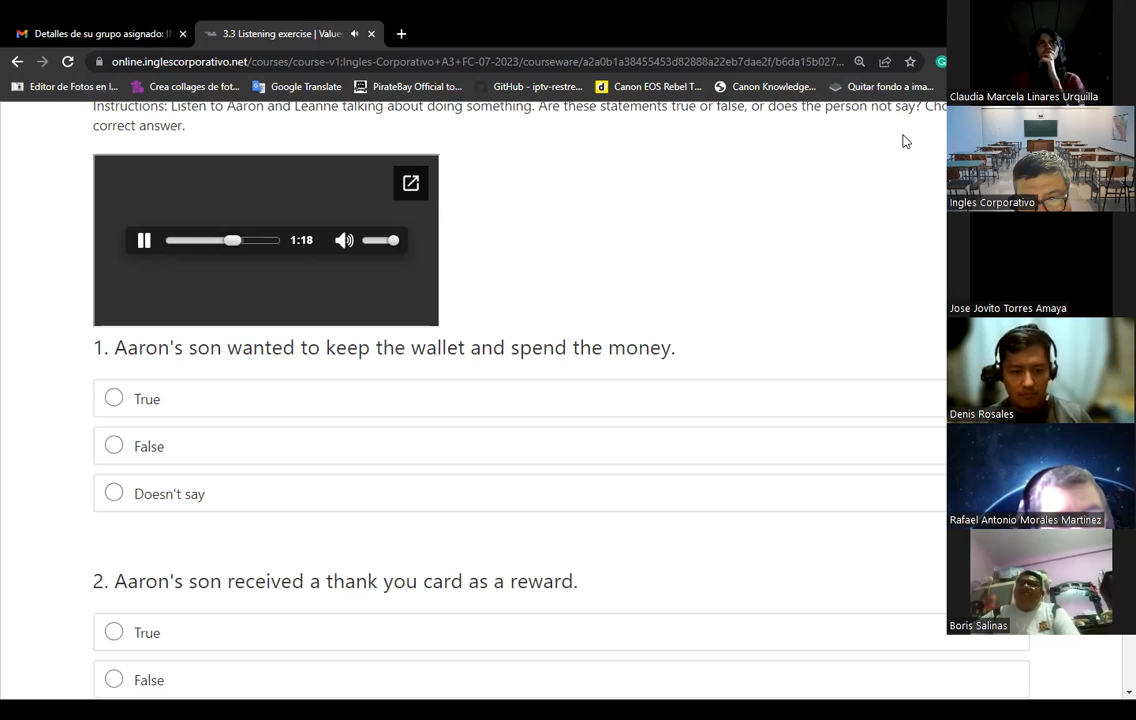 Detalles de su grupo asignado: II
3.3 Listening exercise | Value
online.inglescorporativo.net/courses/course-v1:Ingles-Corporativo+A3+FC-07-2023/courseware/a2a0b1a38455453d82888a22eb7dae2f/b6da15b027...
Editor de Fotos en l...
Crea collages de fot...
Google Translate
PirateBay Official to...
GitHub - iptv-restre...
Canon EOS Rebel T...
Canon Knowledge...
Quitar fondo a ima...
Instructions: Listen to Aaron and Leanne talking about doing something. Are these statements true or false, or does the person not say? Cho
correct answer.
1:18
1. Aaron's son wanted to keep the wallet and spend the money.
True
False
Doesn't say
2. Aaron's son received a thank you card as a reward.
True
False
Claudia Marcela Linares Urquilla
Ingles Corporativo
Jose Jovito Torres Amaya
Denis Rosales
Rafael Antonio Morales Martinez
Boris Salinas